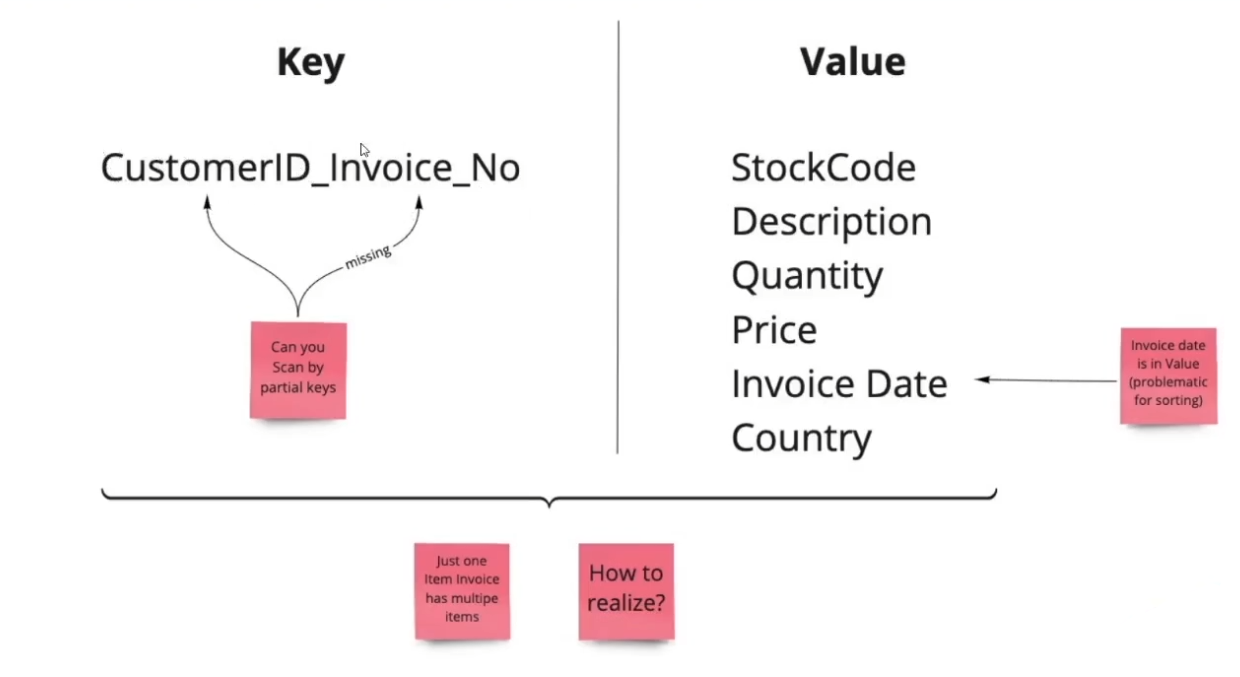 Key
Value
CustomerID_Invoice_No
missing
Can you
Scan by
partial keys
StockCode
Description
Quantity
Price
Invoice Date
Country
Invoice date
is in Value
(problematic
for sorting)
Just one
Item Invoice
has multipe
items
How to
realize?